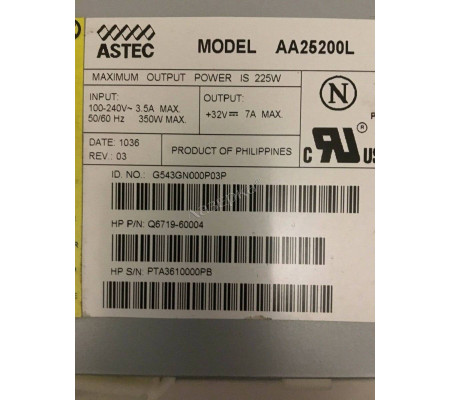 ASTEC MODEL AA25200L
MAXIMUM OUTPUT POWER IS 225W
INPUT:
100-240V~ 3.5A MAX.
50/60 Hz 350W MAX.
OUTPUT:
+32V⎓ 7A MAX.
N
DATE: 1036
REV.: 03
PRODUCT OF PHILIPPINES
C RU US
ID. NO.: G543GN000P03P
HP P/N: Q6719-60004
HP S/N: PTA3610000PB